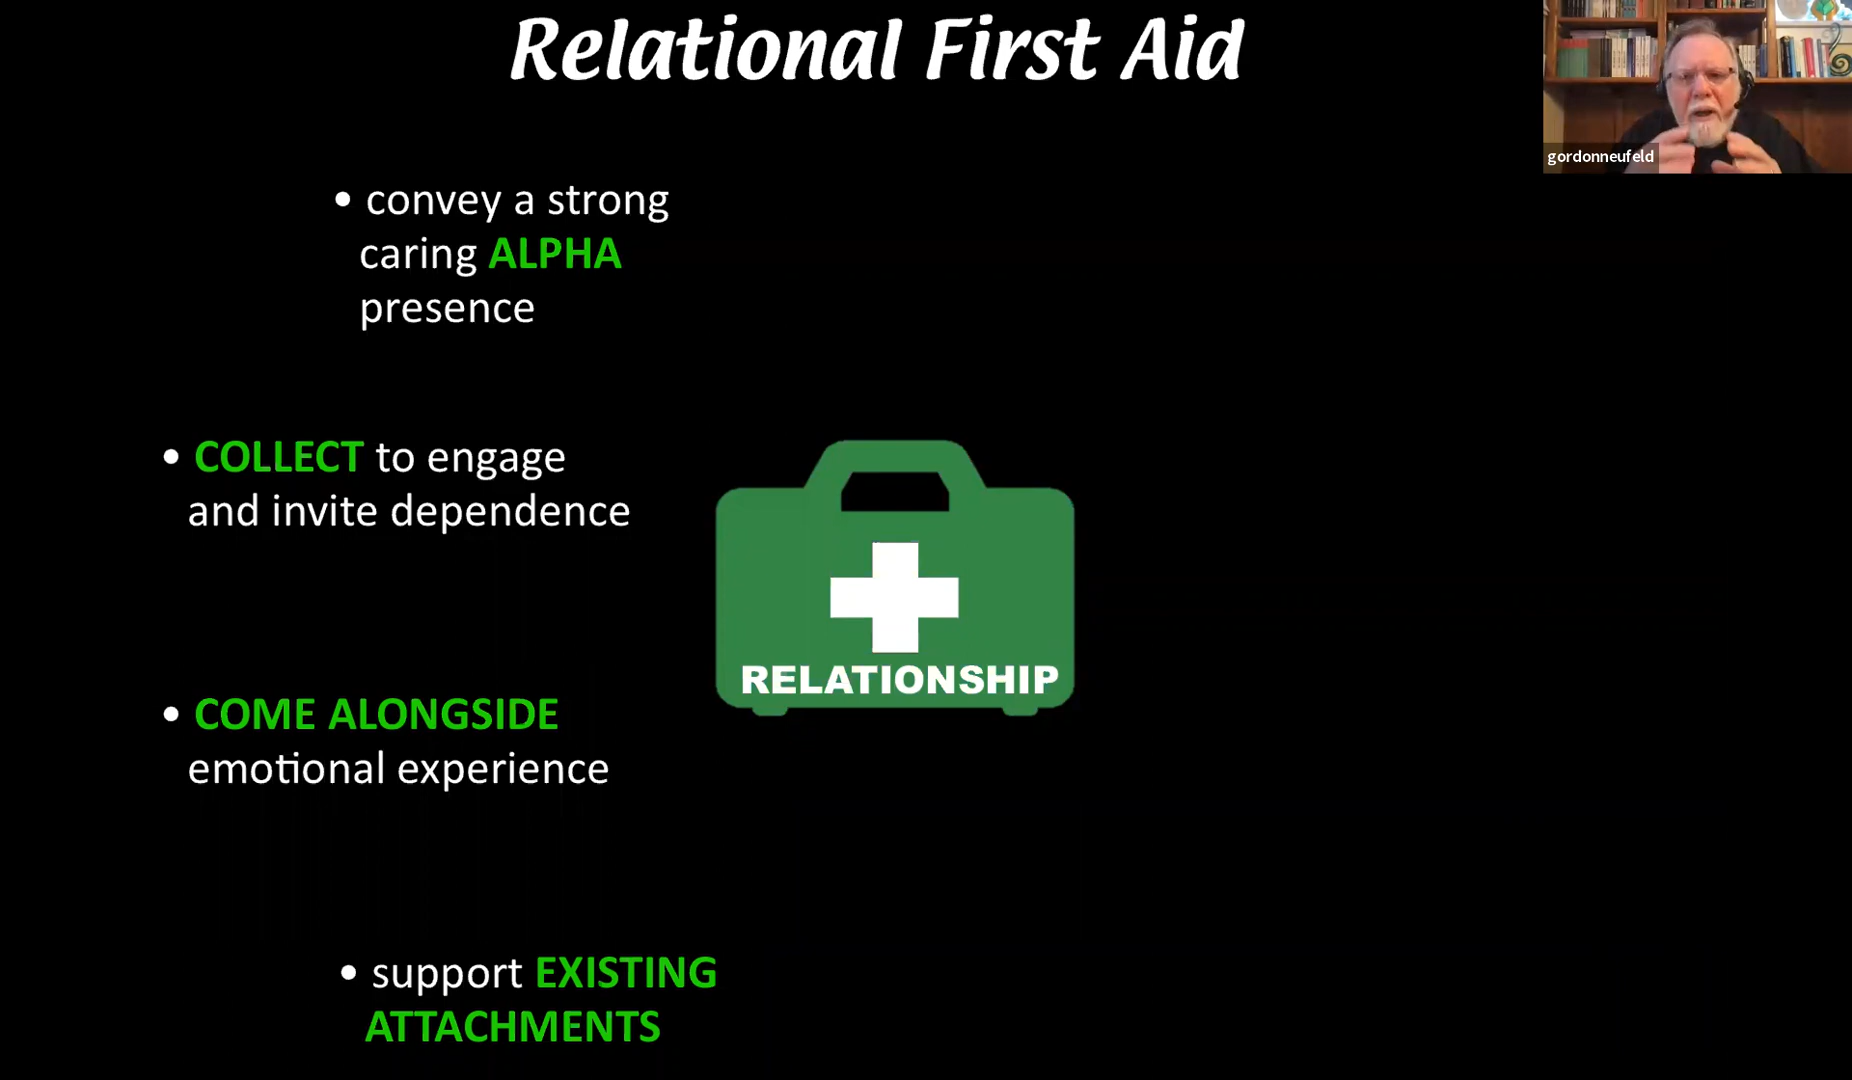 Relational First Aid
gordonneufeld
• convey a strong
caring ALPHA
presence
• COLLECT to engage
and invite dependence
RELATIONSHIP
• COME ALONGSIDE
emotional experience
• support EXISTING
ATTACHMENTS